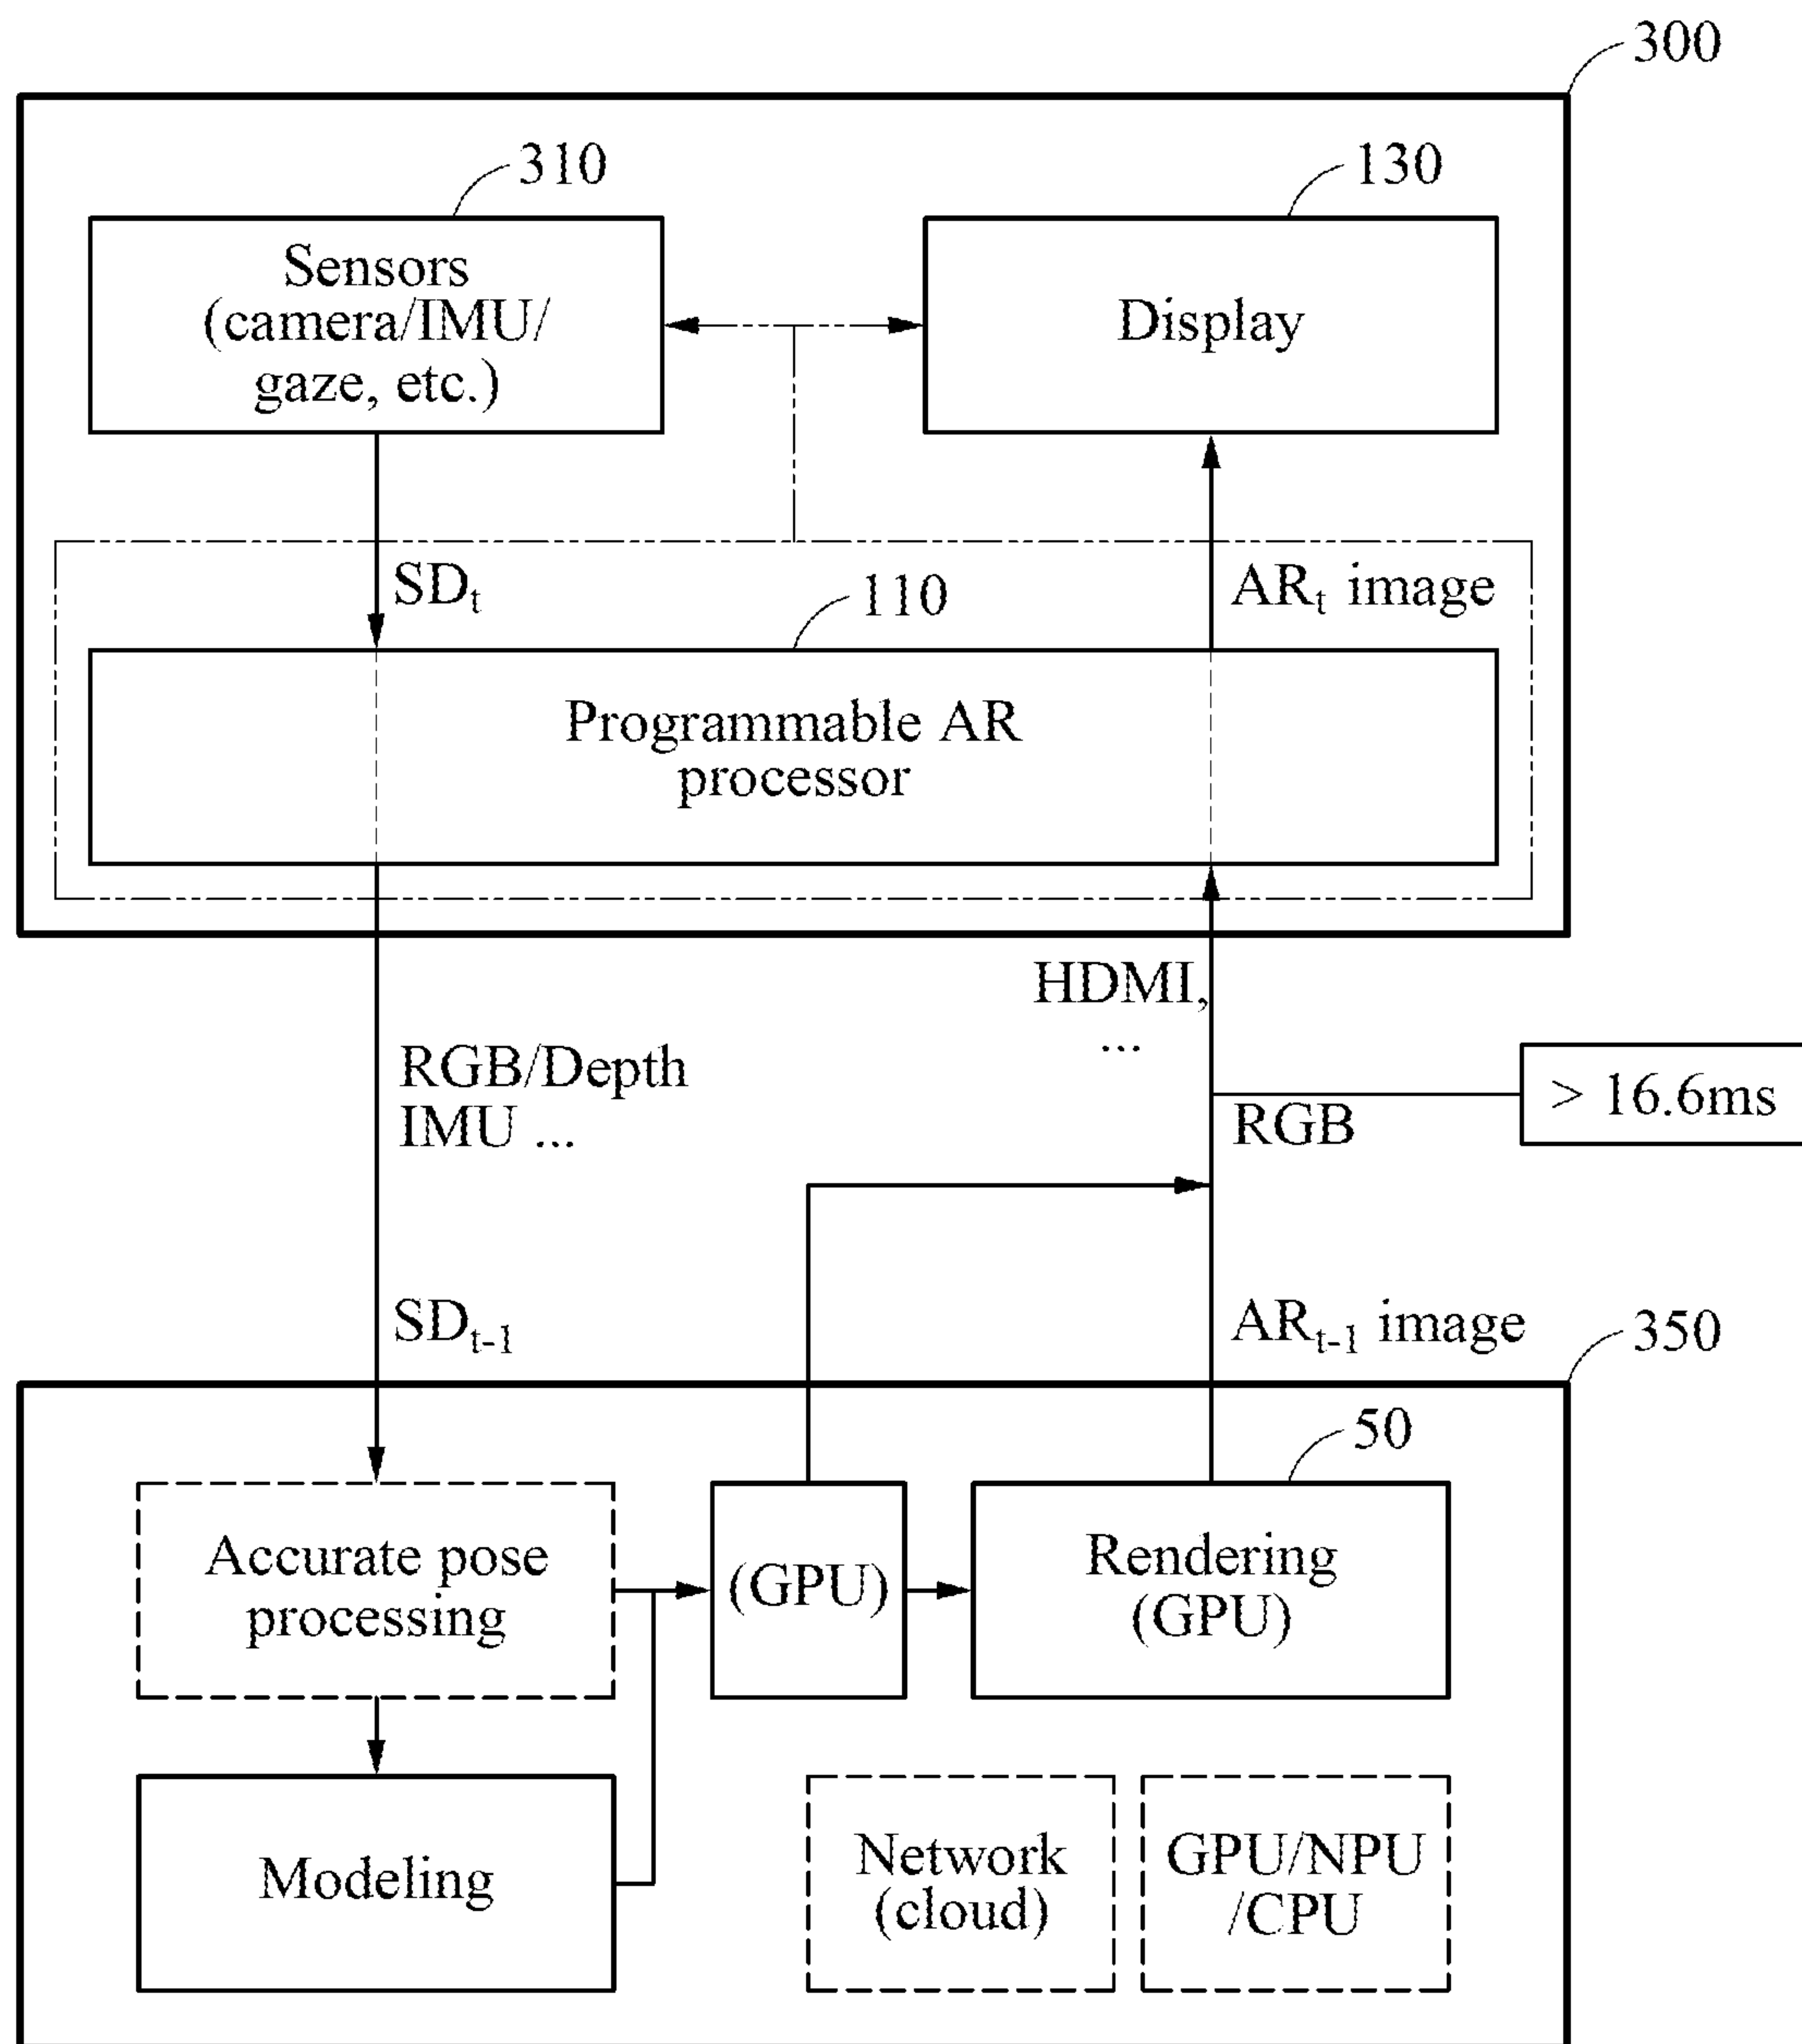 300
310
130
Sensors
(camera/IMU/
gaze, etc.)
Display
SDt
110
ARt image
Programmable AR
processor
HDMI,
...
RGB/Depth
IMU ...
> 16.6ms
RGB
SDt-1
ARt-1 image
350
50
Accurate pose
processing
(GPU)
Rendering
(GPU)
Modeling
Network
(cloud)
GPU/NPU
/CPU